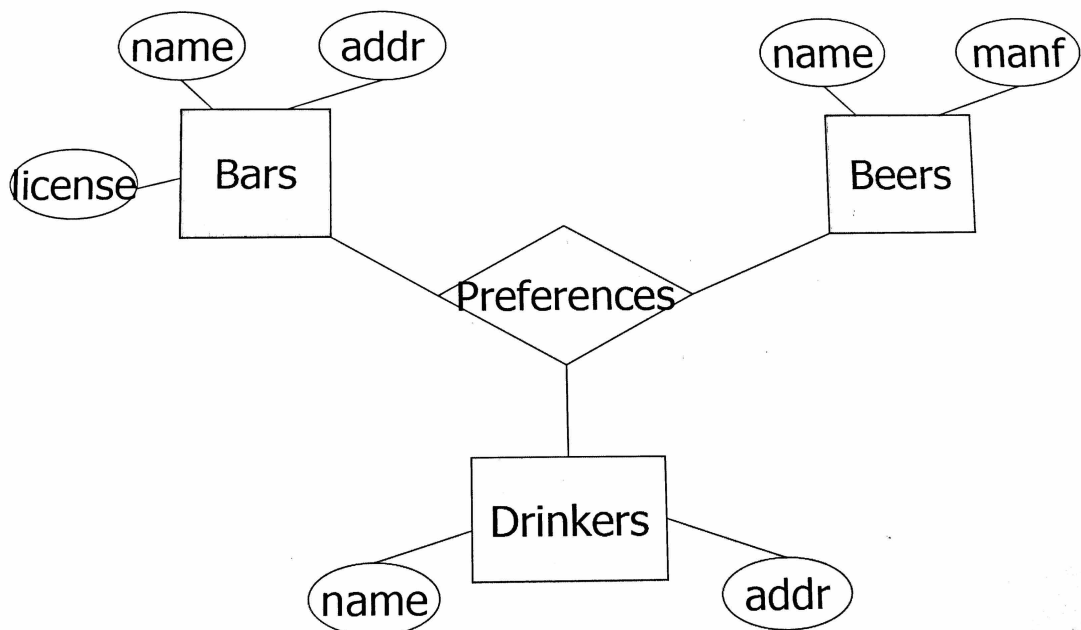 name
addr
name
manf
license
Bars
Beers
Preferences
Drinkers
name
addr